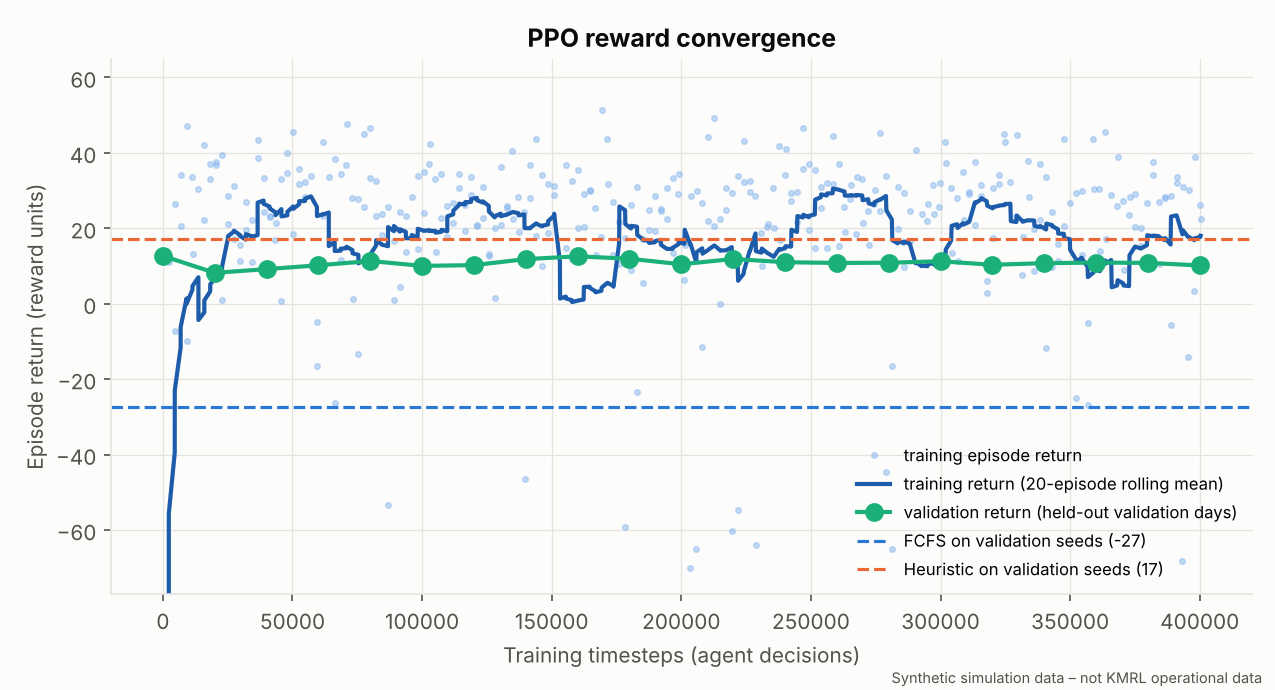 PPO reward convergence
Episode return (reward units)
60
40
20
0
−20
−40
−60
training episode return
training return (20-episode rolling mean)
validation return (held-out validation days)
FCFS on validation seeds (-27)
Heuristic on validation seeds (17)
0
50000
100000
150000
200000
250000
300000
350000
400000
Training timesteps (agent decisions)
Synthetic simulation data – not KMRL operational data